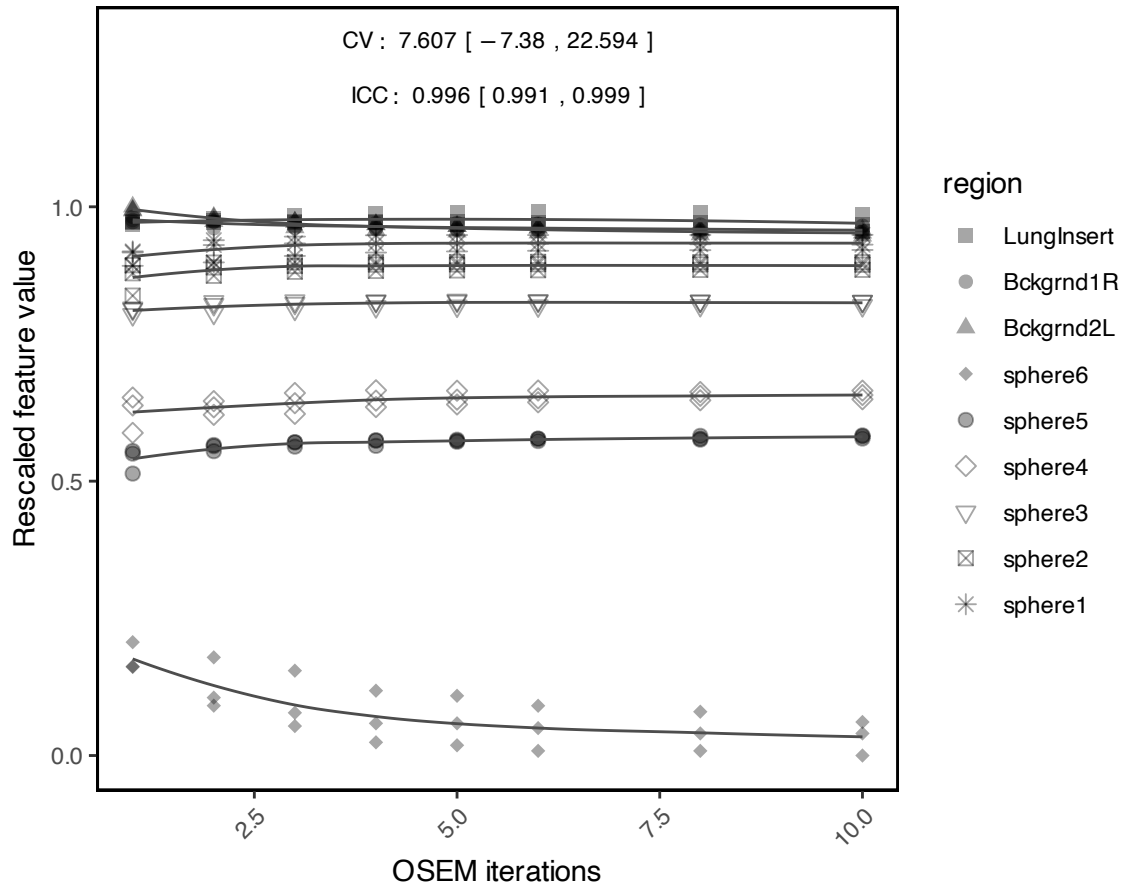 CV : 7.607 [ −7.38 , 22.594 ]
ICC : 0.996 [ 0.991 , 0.999 ]
Rescaled feature value
1.0
0.5
0.0
2.5
5.0
7.5
10.0
OSEM iterations
region
LungInsert
Bckgrnd1R
Bckgrnd2L
sphere6
sphere5
sphere4
sphere3
sphere2
sphere1